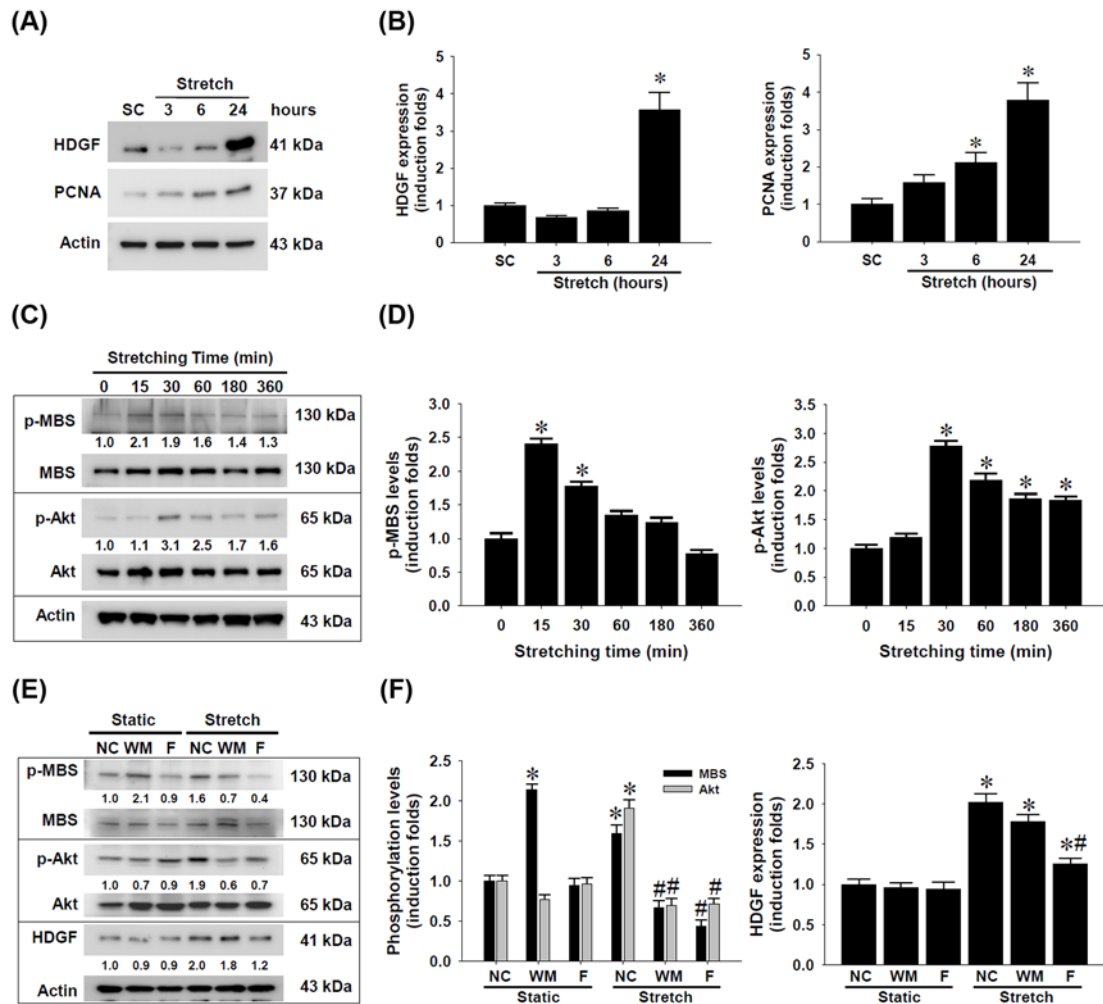 (A)
Stretch
SC 3 6 24 hours
HDGF 41 kDa
PCNA 37 kDa
Actin 43 kDa
(B)
HDGF expression
(induction folds)
5
4
3
2
1
0
*
SC 3 6 24
Stretch (hours)
PCNA expression
(induction folds)
5
4
3
2
1
0
* *
SC 3 6 24
Stretch (hours)
(C)
Stretching Time (min)
0 15 30 60 180 360
p-MBS 130 kDa
1.0 2.1 1.9 1.6 1.4 1.3
MBS 130 kDa
p-Akt 65 kDa
1.0 1.1 3.1 2.5 1.7 1.6
Akt 65 kDa
Actin 43 kDa
(D)
p-MBS levels
(induction folds)
3.0
2.5
2.0
1.5
1.0
0.5
0.0
* *
0 15 30 60 180 360
Stretching time (min)
p-Akt levels
(induction folds)
3.0
2.5
2.0
1.5
1.0
0.5
0.0
* * * *
0 15 30 60 180 360
Stretching time (min)
(E)
Static Stretch
NC WM F NC WM F
p-MBS 130 kDa
1.0 2.1 0.9 1.6 0.7 0.4
MBS 130 kDa
p-Akt 65 kDa
1.0 0.7 0.9 1.9 0.6 0.7
Akt 65 kDa
HDGF 41 kDa
1.0 0.9 0.9 2.0 1.8 1.2
Actin 43 kDa
(F)
Phosphorylation levels
(induction folds)
2.5
2.0
1.5
1.0
0.5
0.0
MBS
Akt
* * * # # # #
NC WM F NC WM F
Static Stretch
HDGF expression
(induction folds)
2.5
2.0
1.5
1.0
0.5
0.0
* * *#
NC WM F NC WM F
Static Stretch